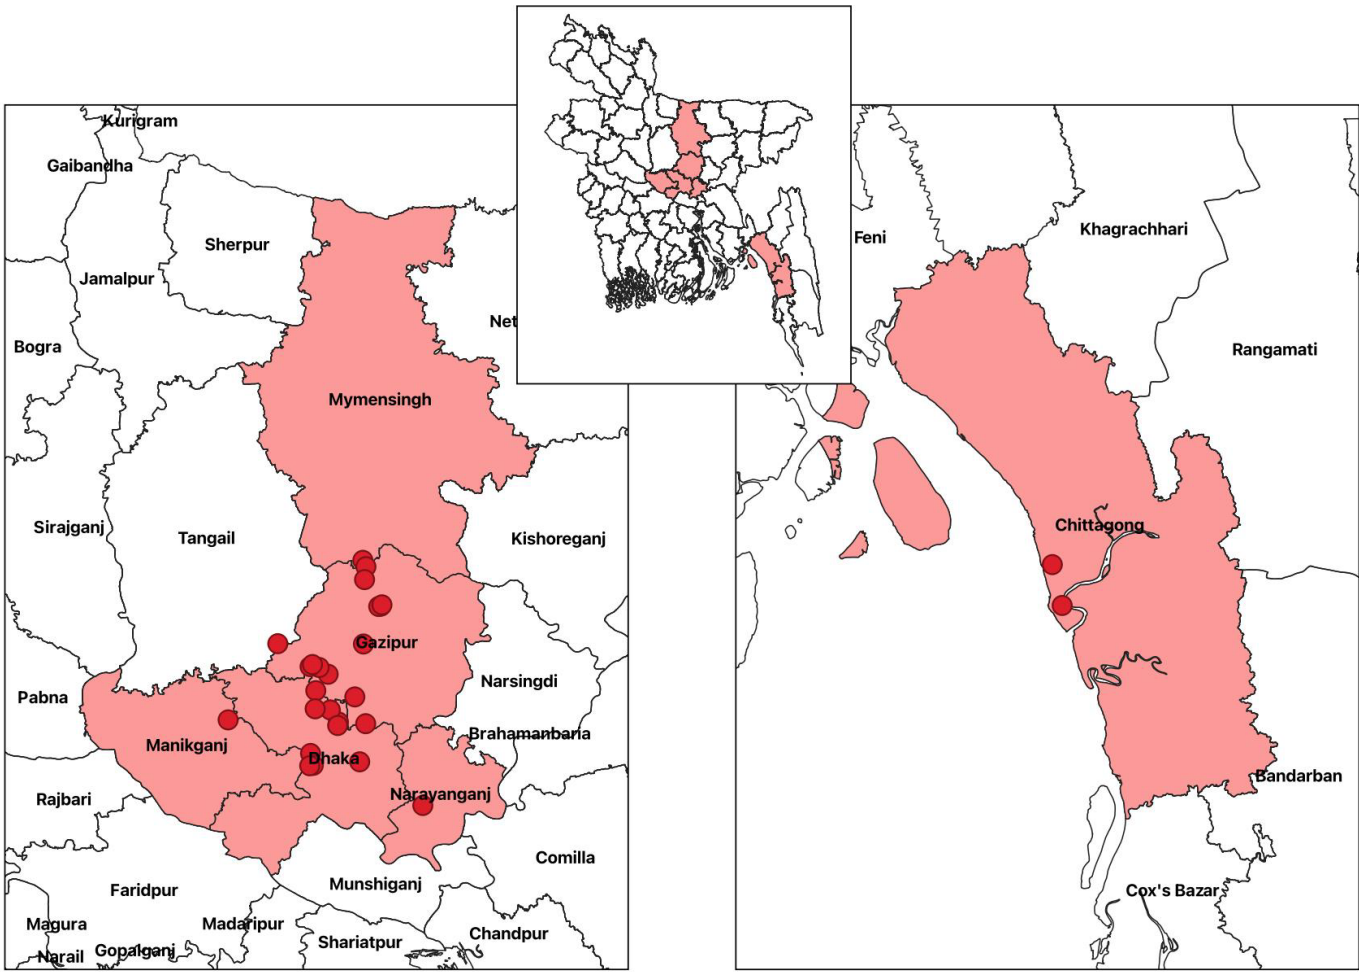 Kurigram
Gaibandha
Sherpur
Jamalpur
Net
Bogra
Mymensingh
Sirajganj
Tangail
Kishoreganj
Gazipur
Narsingdi
Pabna
Brahamanbaria
Manikganj
Dhaka
Narayanganj
Rajbari
Comilla
Munshiganj
Faridpur
Magura
Madaripur
Chandpur
Shariatpur
Gopalganj
Narail
Feni
Khagrachhari
Rangamati
Chittagong
Bandarban
Cox's Bazar